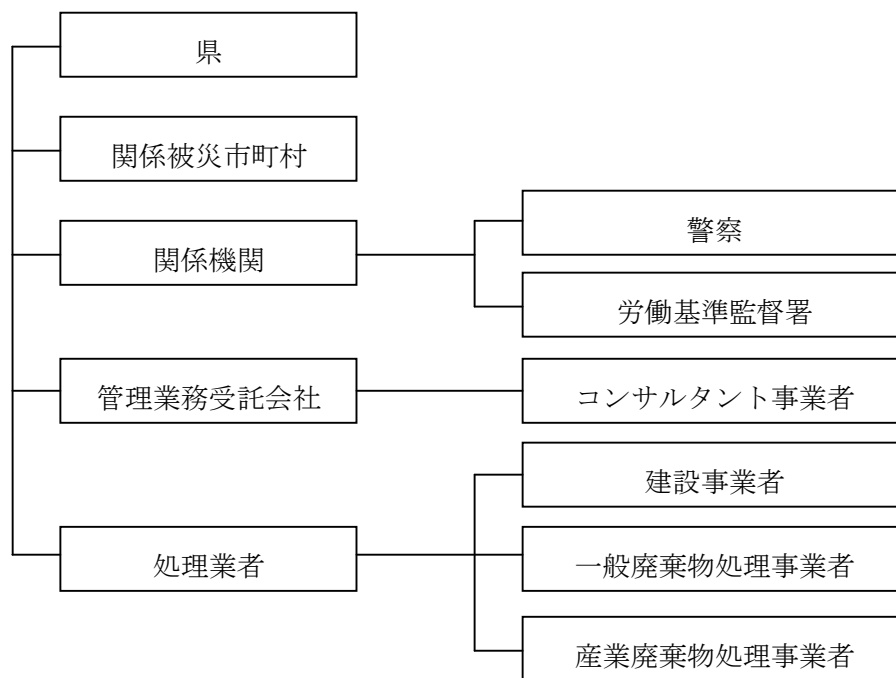 県
関係被災市町村
関係機関
警察
労働基準監督署
管理業務受託会社
コンサルタント事業者
処理業者
建設事業者
一般廃棄物処理事業者
産業廃棄物処理事業者